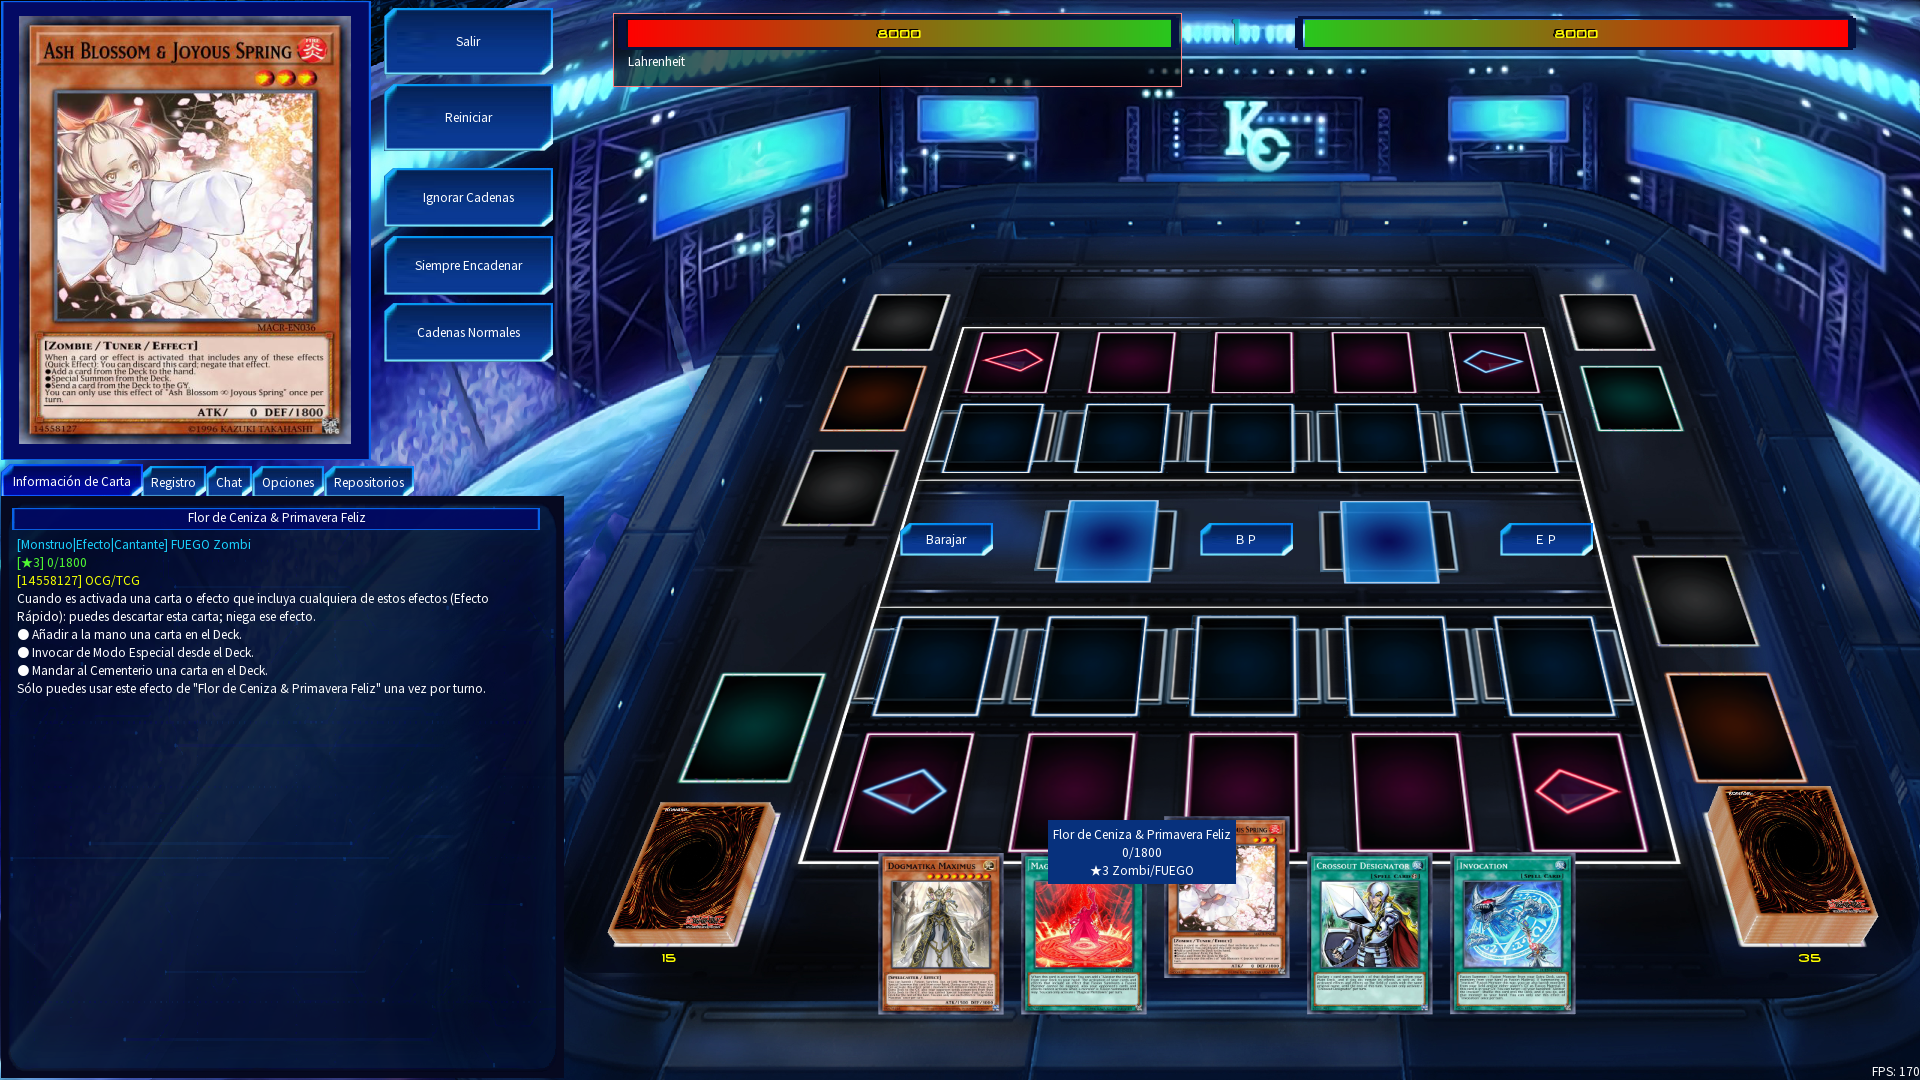 ASH BLOSSOM & JOYOUS SPRING
MACR-EN036
[ZOMBIE / TUNER / EFFECT]
When a card or effect is activated that includes any of these effects
(Quick Effect): You can discard this card; negate that effect.
●Add a card from the Deck to the hand.
●Special Summon from the Deck.
●Send a card from the Deck to the GY.
You can only use this effect of "Ash Blossom & Joyous Spring" once per
turn.
ATK/ 0 DEF/1800
14558127
©1996 KAZUKI TAKAHASHI
Salir
Reiniciar
Ignorar Cadenas
Siempre Encadenar
Cadenas Normales
8000
Lahrenheit
8000
KC
Información de Carta
Registro
Chat
Opciones
Repositorios
Flor de Ceniza & Primavera Feliz
[Monstruo|Efecto|Cantante] FUEGO Zombi
[★3] 0/1800
[14558127] OCG/TCG
Cuando es activada una carta o efecto que incluya cualquiera de estos efectos (Efecto
Rápido): puedes descartar esta carta; niega ese efecto.
● Añadir a la mano una carta en el Deck.
● Invocar de Modo Especial desde el Deck.
● Mandar al Cementerio una carta en el Deck.
Sólo puedes usar este efecto de "Flor de Ceniza & Primavera Feliz" una vez por turno.
Barajar
B P
E P
Flor de Ceniza & Primavera Feliz
0/1800
★3 Zombi/FUEGO
DOGMATIKA MAXIMUS
CROSSOUT DESIGNATOR
[SPELL CARD]
INVOCATION
[SPELL CARD]
15
35
FPS: 170